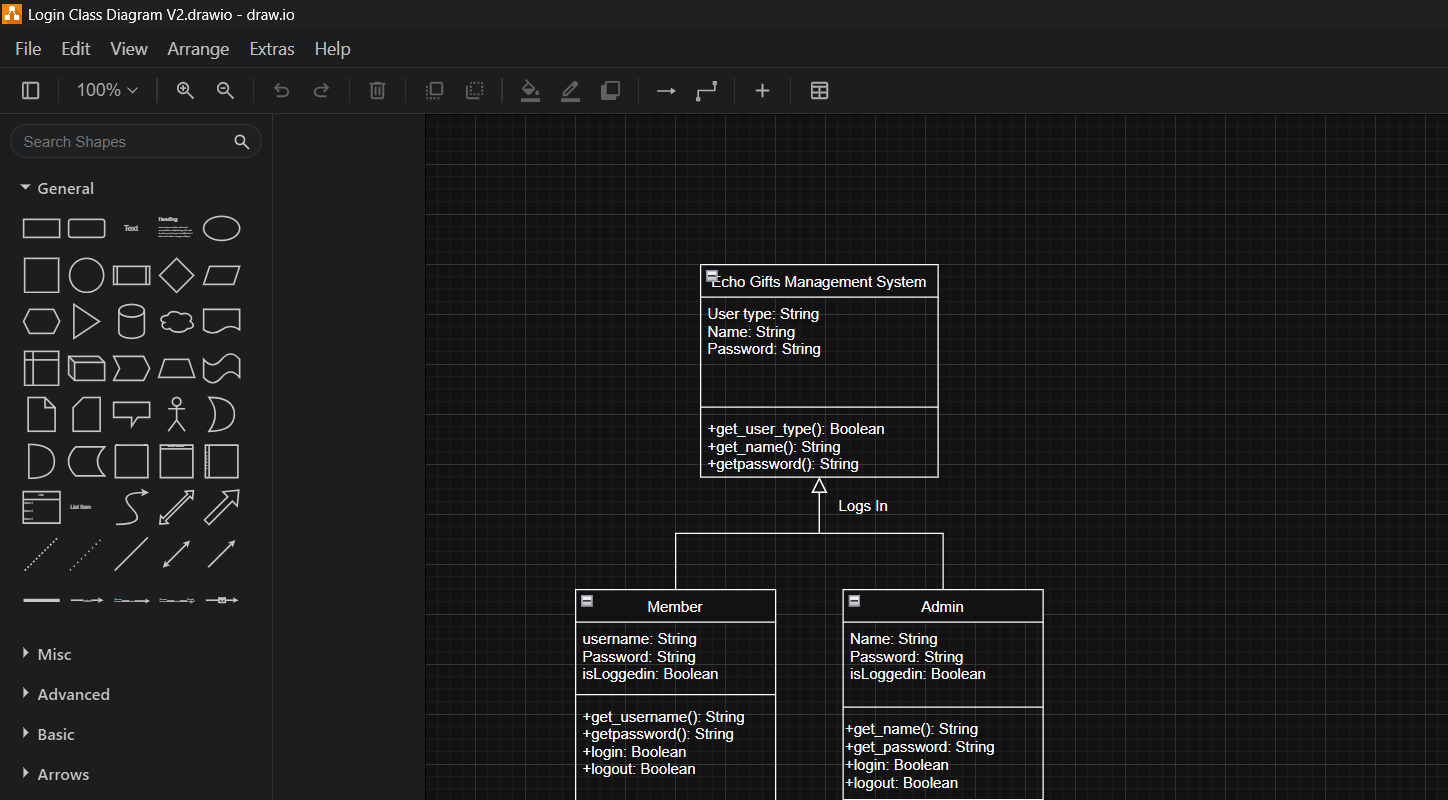 Login Class Diagram V2.drawio - draw.io
File Edit View Arrange Extras Help
100%
Search Shapes
General
Text
Heading
List Item
Misc
Advanced
Basic
Arrows
Echo Gifts Management System
User type: String
Name: String
Password: String
+get_user_type(): Boolean
+get_name(): String
+getpassword(): String
Logs In
Member
username: String
Password: String
isLoggedin: Boolean
+get_username(): String
+getpassword(): String
+login: Boolean
+logout: Boolean
Admin
Name: String
Password: String
isLoggedin: Boolean
+get_name(): String
+get_password: String
+login: Boolean
+logout: Boolean